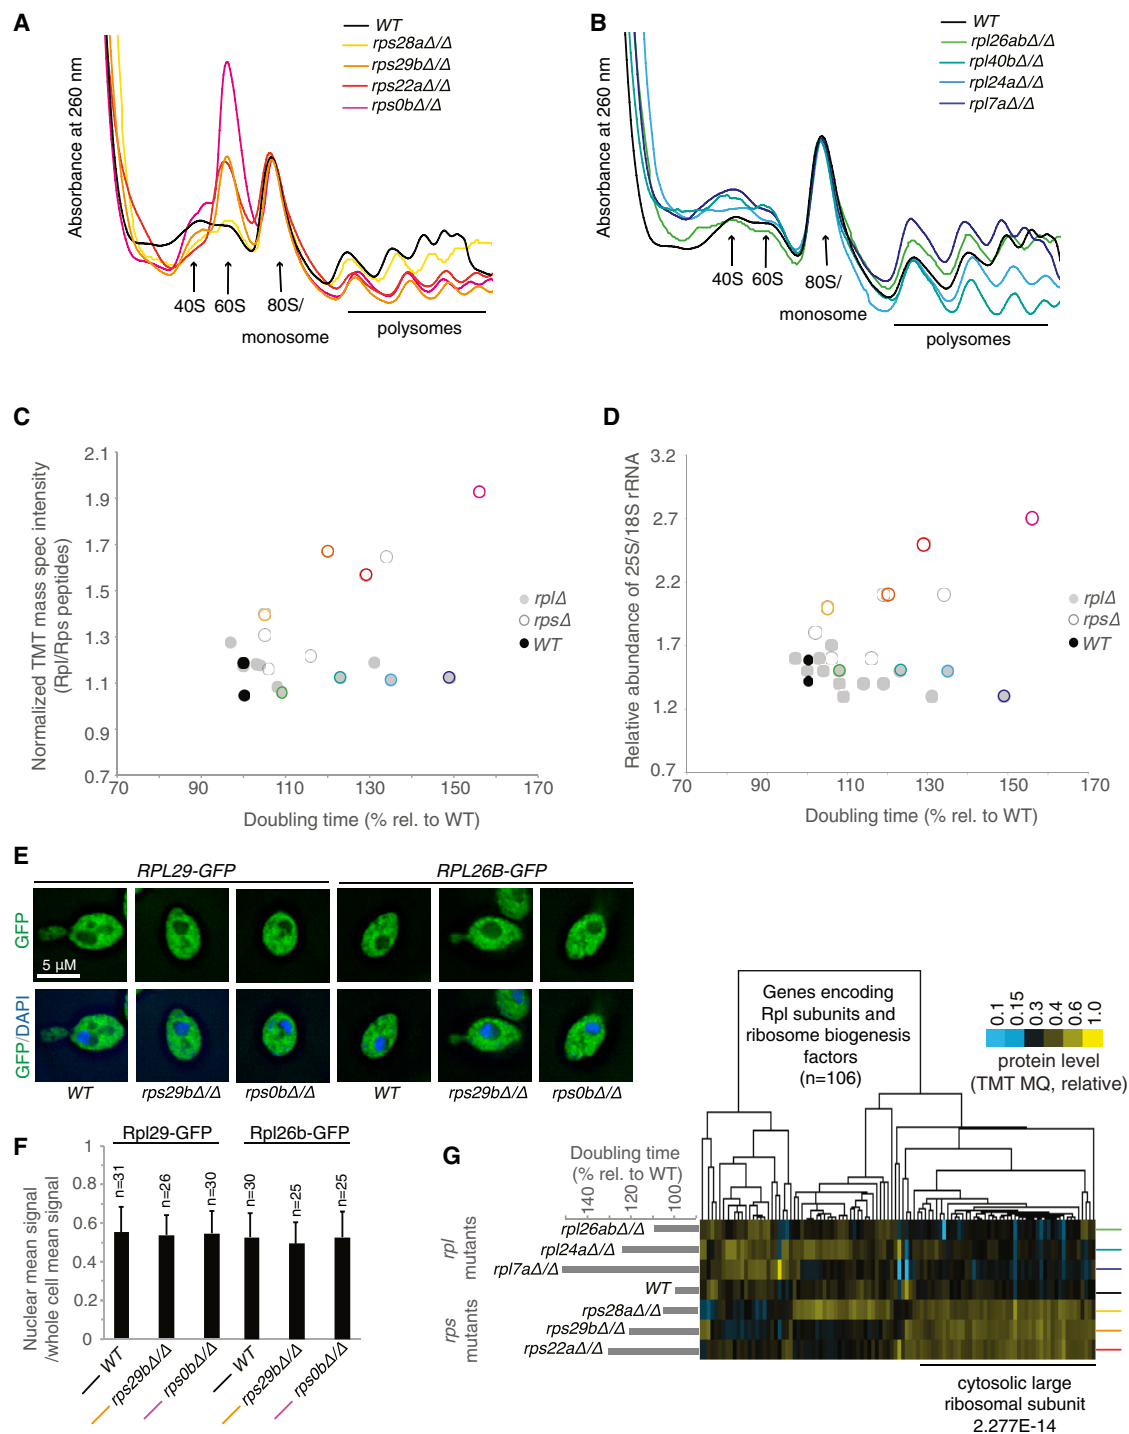 A
WT
rps28aΔ/Δ
rps29bΔ/Δ
rps22aΔ/Δ
rps0bΔ/Δ
Absorbance at 260 nm
40S
60S
80S/
monosome
polysomes
B
WT
rpl26abΔ/Δ
rpl40bΔ/Δ
rpl24aΔ/Δ
rpl7aΔ/Δ
Absorbance at 260 nm
40S
60S
80S/
monosome
polysomes
C
Normalized TMT mass spec intensity
(Rpl/Rps peptides)
2.1
1.9
1.7
1.5
1.3
1.1
0.9
0.7
70
90
110
130
150
170
Doubling time (% rel. to WT)
rplΔ
rpsΔ
WT
D
Relative abundance of 25S/18S rRNA
3.2
2.7
2.2
1.7
1.2
0.7
70
90
110
130
150
170
Doubling time (% rel. to WT)
rplΔ
rpsΔ
WT
E
RPL29-GFP
RPL26B-GFP
GFP
5 μM
GFP/DAPI
WT
rps29bΔ/Δ
rps0bΔ/Δ
WT
rps29bΔ/Δ
rps0bΔ/Δ
F
Rpl29-GFP
Rpl26b-GFP
Nuclear mean signal
/whole cell mean signal
1
0.8
0.6
0.4
0.2
0
n=31
n=26
n=30
n=30
n=25
n=25
WT
rps29bΔ/Δ
rps0bΔ/Δ
WT
rps29bΔ/Δ
rps0bΔ/Δ
G
Genes encoding
Rpl subunits and
ribosome biogenesis
factors
(n=106)
0.1
0.15
0.3
0.4
0.6
1.0
protein level
(TMT MQ, relative)
Doubling time
(% rel. to WT)
140
120
100
rpl
mutants
rps
mutants
rpl26abΔ/Δ
rpl24aΔ/Δ
rpl7aΔ/Δ
WT
rps28aΔ/Δ
rps29bΔ/Δ
rps22aΔ/Δ
cytosolic large
ribosomal subunit
2.277E-14